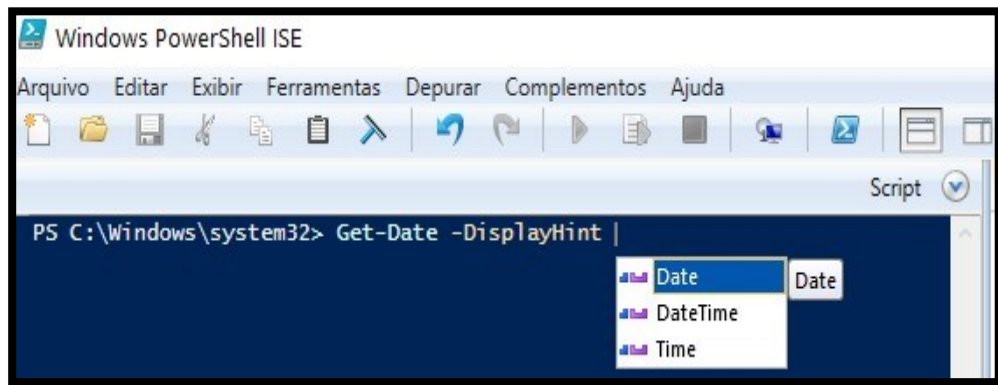 Windows PowerShell ISE
Arquivo Editar Exibir Ferramentas Depurar Complementos Ajuda
Script
PS C:\Windows\system32> Get-Date -DisplayHint
Date
Date
DateTime
Time